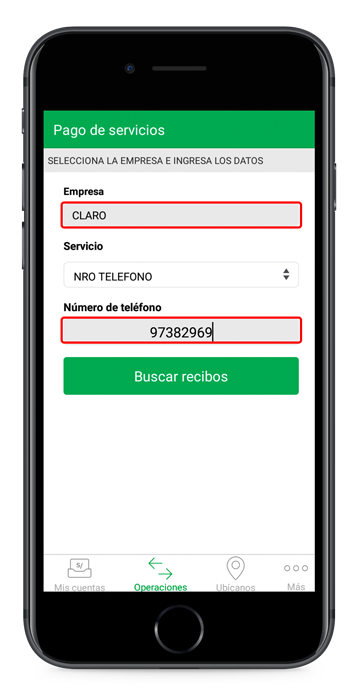 Pago de servicios
SELECCIONA LA EMPRESA E INGRESA LOS DATOS
Empresa
CLARO
Servicio
NRO TELEFONO
Número de teléfono
97382969
Buscar recibos
S/
Mis cuentas
Operaciones
Ubícanos
Más